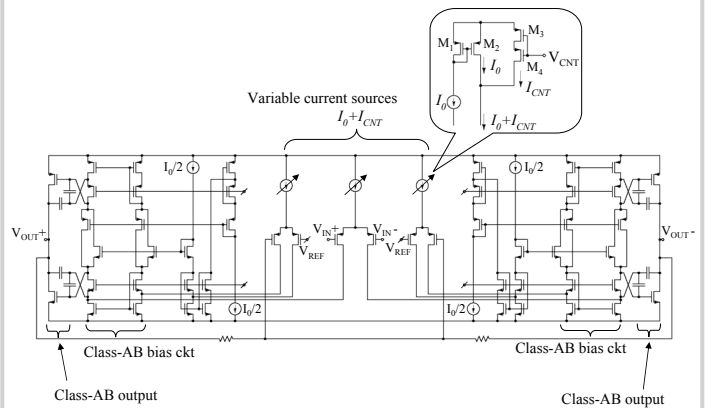 M1
M2
M3
M4
VCNT
I0
ICNT
I0
I0+ICNT
Variable current sources
I0+ICNT
I0/2
I0/2
VOUT+
VIN+
VIN-
VREF
VREF
VOUT-
I0/2
I0/2
Class-AB bias ckt
Class-AB bias ckt
Class-AB output
Class-AB output